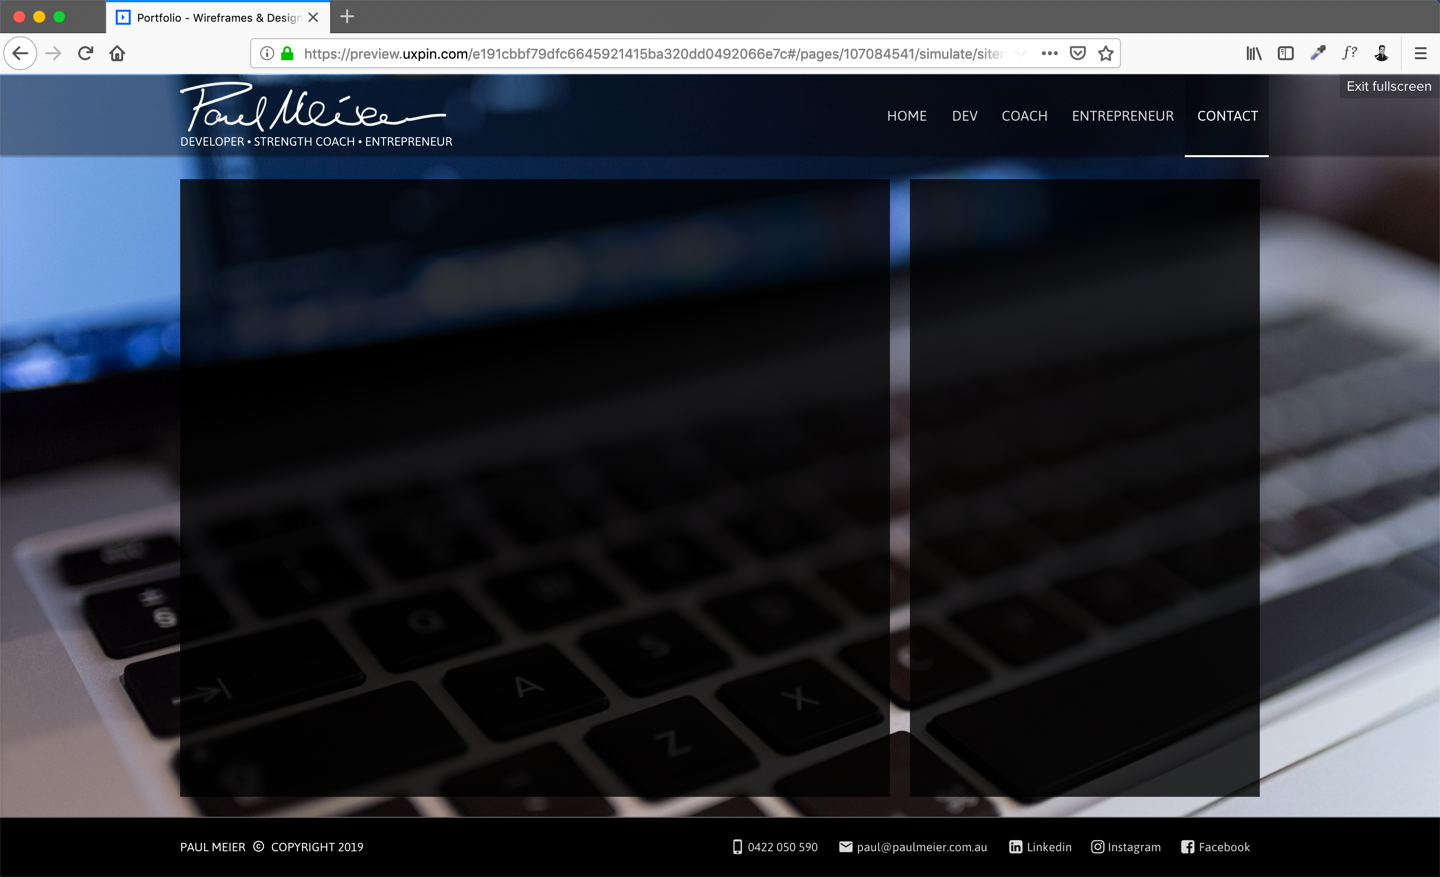 Portfolio - Wireframes & Design
https://preview.uxpin.com/e191cbbf79dfc6645921415ba320dd0492066e7c#/pages/107084541/simulate/siter
f?
Exit fullscreen
Paul Meier
DEVELOPER • STRENGTH COACH • ENTREPRENEUR
HOME DEV COACH ENTREPRENEUR CONTACT
Q
A S
Z X C
PAUL MEIER © COPYRIGHT 2019
0422 050 590 paul@paulmeier.com.au Linkedin Instagram Facebook